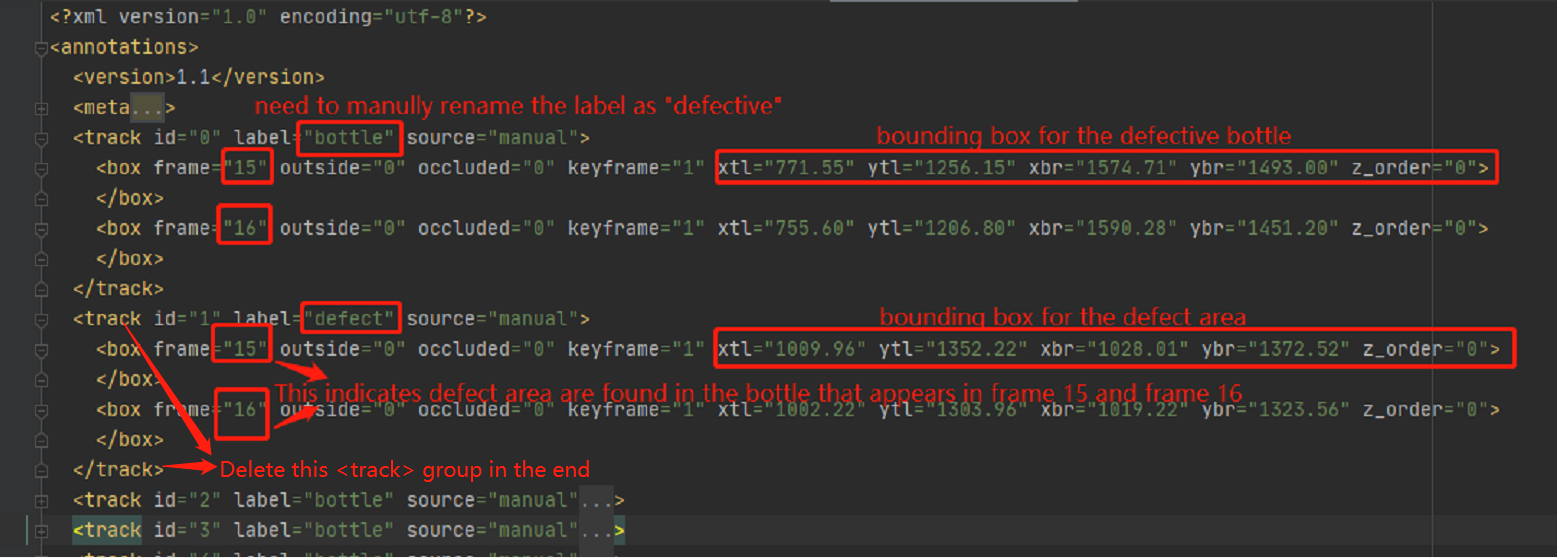 <?xml version="1.0" encoding="utf-8"?>
<annotations>
<version>1.1</version>
<meta...> need to manully rename the label as "defective"
<track id="0" label="bottle" source="manual"> bounding box for the defective bottle
<box frame="15" outside="0" occluded="0" keyframe="1" xtl="771.55" ytl="1256.15" xbr="1574.71" ybr="1493.00" z_order="0">
</box>
<box frame="16" outside="0" occluded="0" keyframe="1" xtl="755.60" ytl="1206.80" xbr="1590.28" ybr="1451.20" z_order="0">
</box>
</track>
<track id="1" label="defect" source="manual"> bounding box for the defect area
<box frame="15" outside="0" occluded="0" keyframe="1" xtl="1009.96" ytl="1352.22" xbr="1028.01" ybr="1372.52" z_order="0">
</box> This indicates defect area are found in the bottle that appears in frame 15 and frame 16
<box frame="16" outside="0" occluded="0" keyframe="1" xtl="1002.22" ytl="1303.96" xbr="1019.22" ybr="1323.56" z_order="0">
</box>
</track> Delete this <track> group in the end
<track id="2" label="bottle" source="manual"...>
<track id="3" label="bottle" source="manual"...>